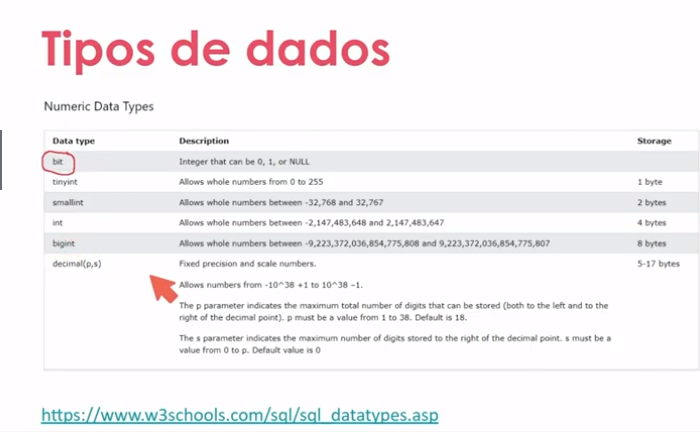 Tipos de dados
Numeric Data Types
Data type Description Storage
bit Integer that can be 0, 1, or NULL
tinyint Allows whole numbers from 0 to 255 1 byte
smallint Allows whole numbers between -32,768 and 32,767 2 bytes
int Allows whole numbers between -2,147,483,648 and 2,147,483,647 4 bytes
bigint Allows whole numbers between -9,223,372,036,854,775,808 and 9,223,372,036,854,775,807 8 bytes
decimal(p,s) Fixed precision and scale numbers. 5-17 bytes
Allows numbers from -10^38 +1 to 10^38 -1.
The p parameter indicates the maximum total number of digits that can be stored (both to the left and to the
right of the decimal point). p must be a value from 1 to 38. Default is 18.
The s parameter indicates the maximum number of digits stored to the right of the decimal point. s must be a
value from 0 to p. Default value is 0
https://www.w3schools.com/sql/sql_datatypes.asp